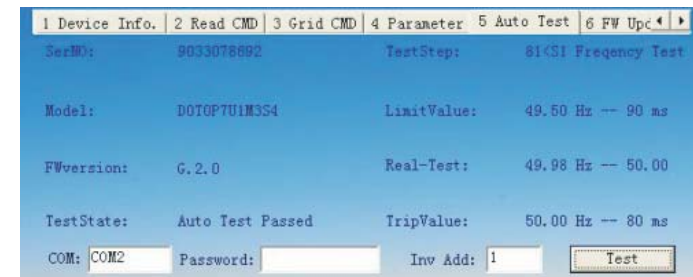 1 Device Info. 2 Read CMD 3 Grid CMD 4 Parameter 5 Auto Test 6 FW Upd
SerNO: 9033078692 TestStep: 81<S1 Freqency Test
Model: D0T0P7U1M3S4 LimitValue: 49.50 Hz -- 90 ms
FWversion: G.2.0 Real-Test: 49.98 Hz -- 50.00
TestState: Auto Test Passed TripValue: 50.00 Hz -- 80 ms
COM: COM2 Password: Inv Add: 1 Test